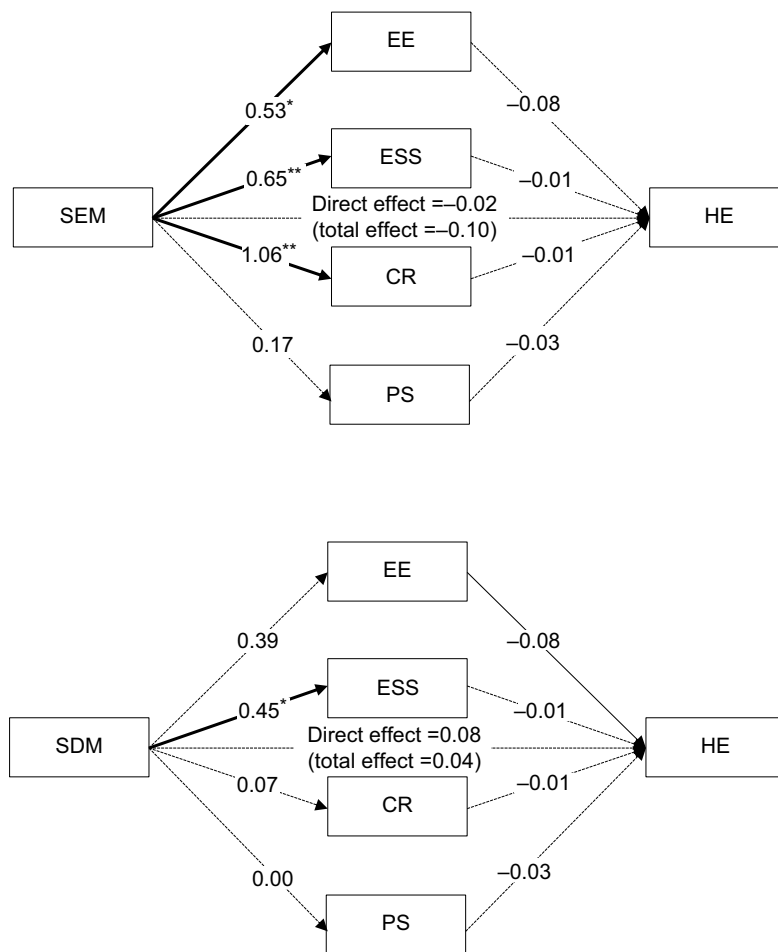 EE
–0.08
0.53*
ESS
0.65**
–0.01
SEM
Direct effect =–0.02
(total effect =–0.10)
HE
1.06**
–0.01
CR
0.17
–0.03
PS
EE
0.39
–0.08
ESS
0.45*
–0.01
SDM
Direct effect =0.08
(total effect =0.04)
HE
0.07
–0.01
CR
0.00
–0.03
PS